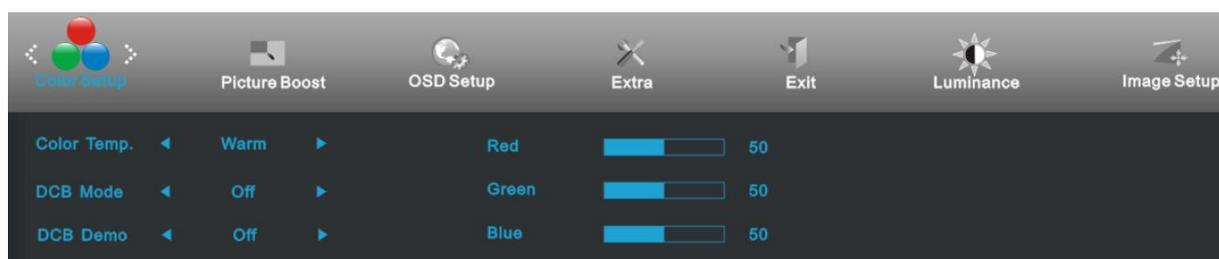 Color Setup Picture Boost OSD Setup Extra Exit Luminance Image Setup
Color Temp. Warm Red 50
DCB Mode Off Green 50
DCB Demo Off Blue 50